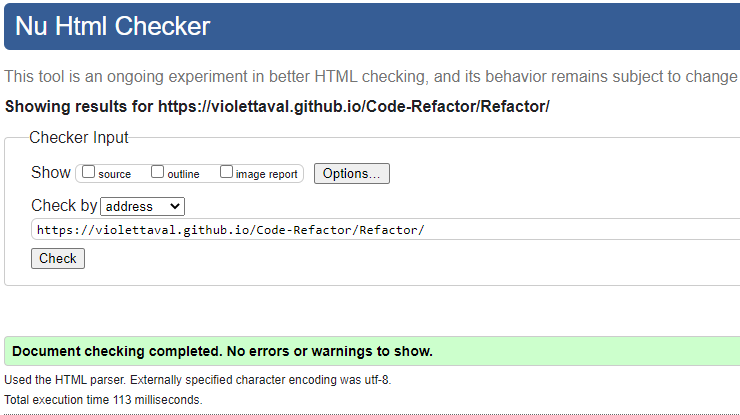 Nu Html Checker
This tool is an ongoing experiment in better HTML checking, and its behavior remains subject to change
Showing results for https://violettaval.github.io/Code-Refactor/Refactor/
Checker Input
Show source outline image report Options...
Check by address
https://violettaval.github.io/Code-Refactor/Refactor/
Check
Document checking completed. No errors or warnings to show.
Used the HTML parser. Externally specified character encoding was utf-8.
Total execution time 113 milliseconds.